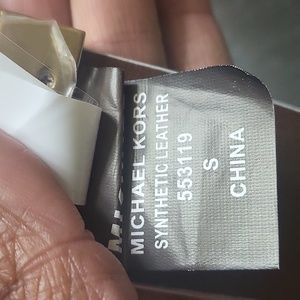 MICHAEL KORS
SYNTHETIC LEATHER
553119
S
CHINA